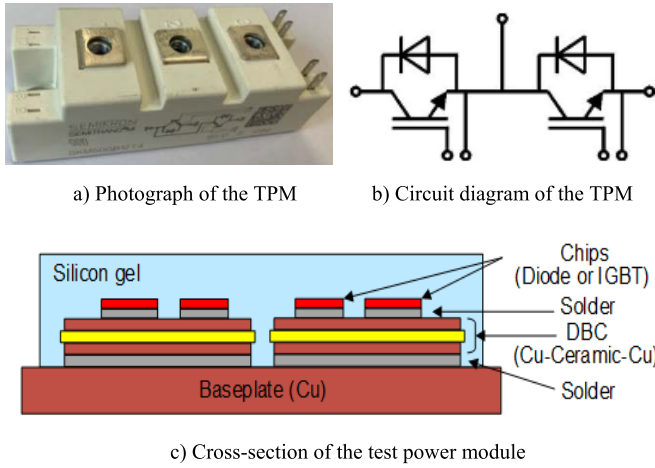 SEMIKRON
a) Photograph of the TPM
b) Circuit diagram of the TPM
Silicon gel
Chips
(Diode or IGBT)
Solder
DBC
(Cu-Ceramic-Cu)
Solder
Baseplate (Cu)
c) Cross-section of the test power module